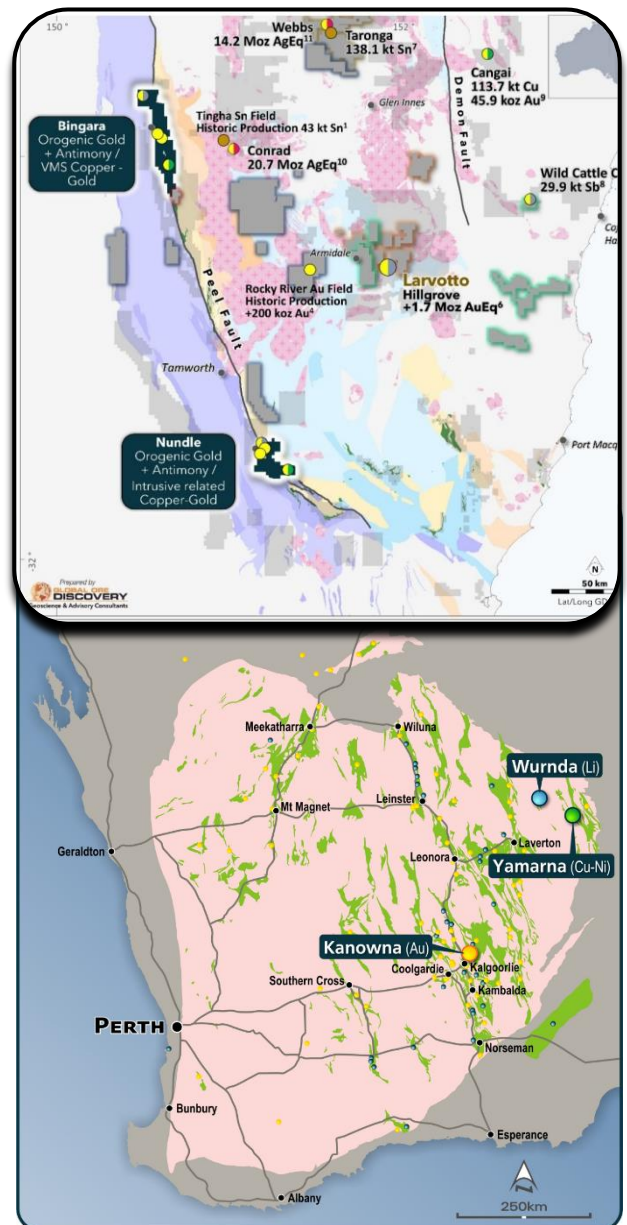 150°
152°
Webbs
14.2 Moz AgEq11
Taronga
138.1 kt Sn7
Cangai
113.7 kt Cu
45.9 koz Au9
Glen Innes
Demon Fault
Tingha Sn Field
Historic Production 43 kt Sn1
Conrad
20.7 Moz AgEq10
Bingara
Orogenic Gold
+ Antimony /
VMS Copper -
Gold
Wild Cattle C
29.9 kt Sb8
Armidale
Rocky River Au Field
Historic Production
+200 koz Au4
Larvotto
Hillgrove
+1.7 Moz AuEq6
Peel Fault
Tamworth
Nundle
Orogenic Gold
+ Antimony /
Intrusive related
Copper-Gold
Port Macq
-32°
N
50 km
Lat/Long GD
Prepared by
GLOBAL ORE
DISCOVERY
Geoscience & Advisory Consultants
Meekatharra
Wiluna
Wurnda (Li)
Leinster
Mt Magnet
Geraldton
Laverton
Leonora
Yamarna (Cu-Ni)
Kanowna (Au)
Coolgardie
Kalgoorlie
Southern Cross
Kambalda
PERTH
Norseman
Bunbury
Esperance
N
Albany
250km